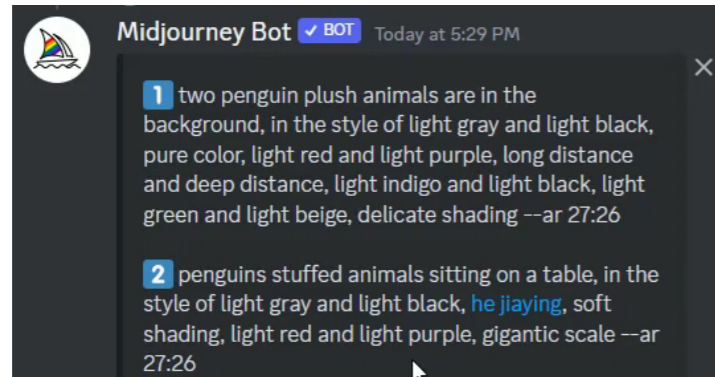 Midjourney Bot ✓ BOT Today at 5:29 PM
1 two penguin plush animals are in the
background, in the style of light gray and light black,
pure color, light red and light purple, long distance
and deep distance, light indigo and light black, light
green and light beige, delicate shading --ar 27:26
2 penguins stuffed animals sitting on a table, in the
style of light gray and light black, he jiaying, soft
shading, light red and light purple, gigantic scale --ar
27:26